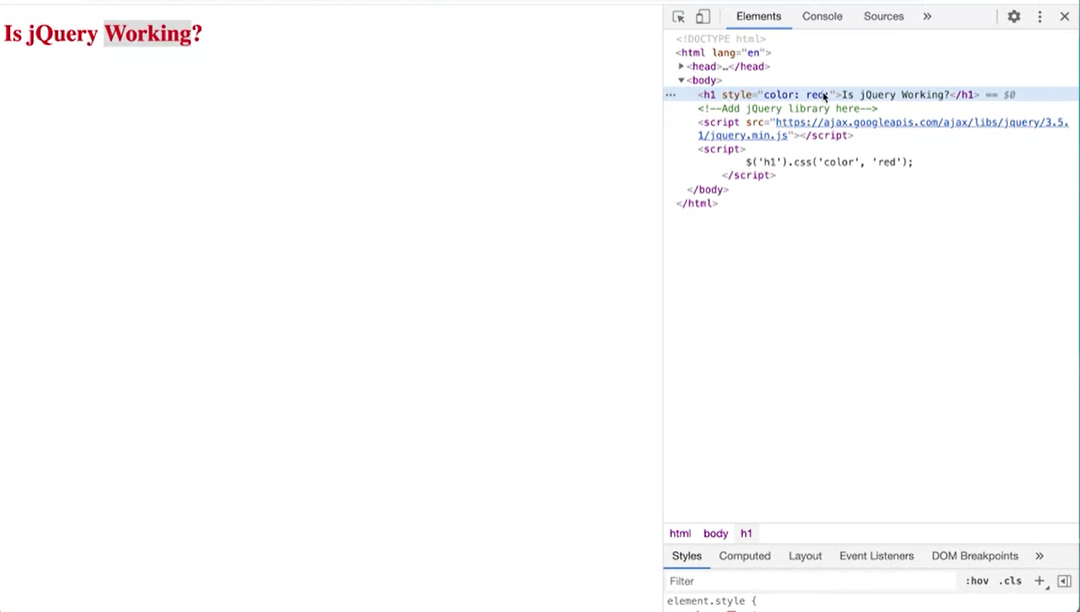 Is jQuery Working?
Elements Console Sources »
<!DOCTYPE html>
<html lang="en">
<head>…</head>
<body>
<h1 style="color: red;">Is jQuery Working?</h1> == $0
<!--Add jQuery library here-->
<script src="https://ajax.googleapis.com/ajax/libs/jquery/3.5.
1/jquery.min.js"></script>
<script>
$('h1').css('color', 'red');
</script>
</body>
</html>
html body h1
Styles Computed Layout Event Listeners DOM Breakpoints »
Filter :hov .cls +
element.style {